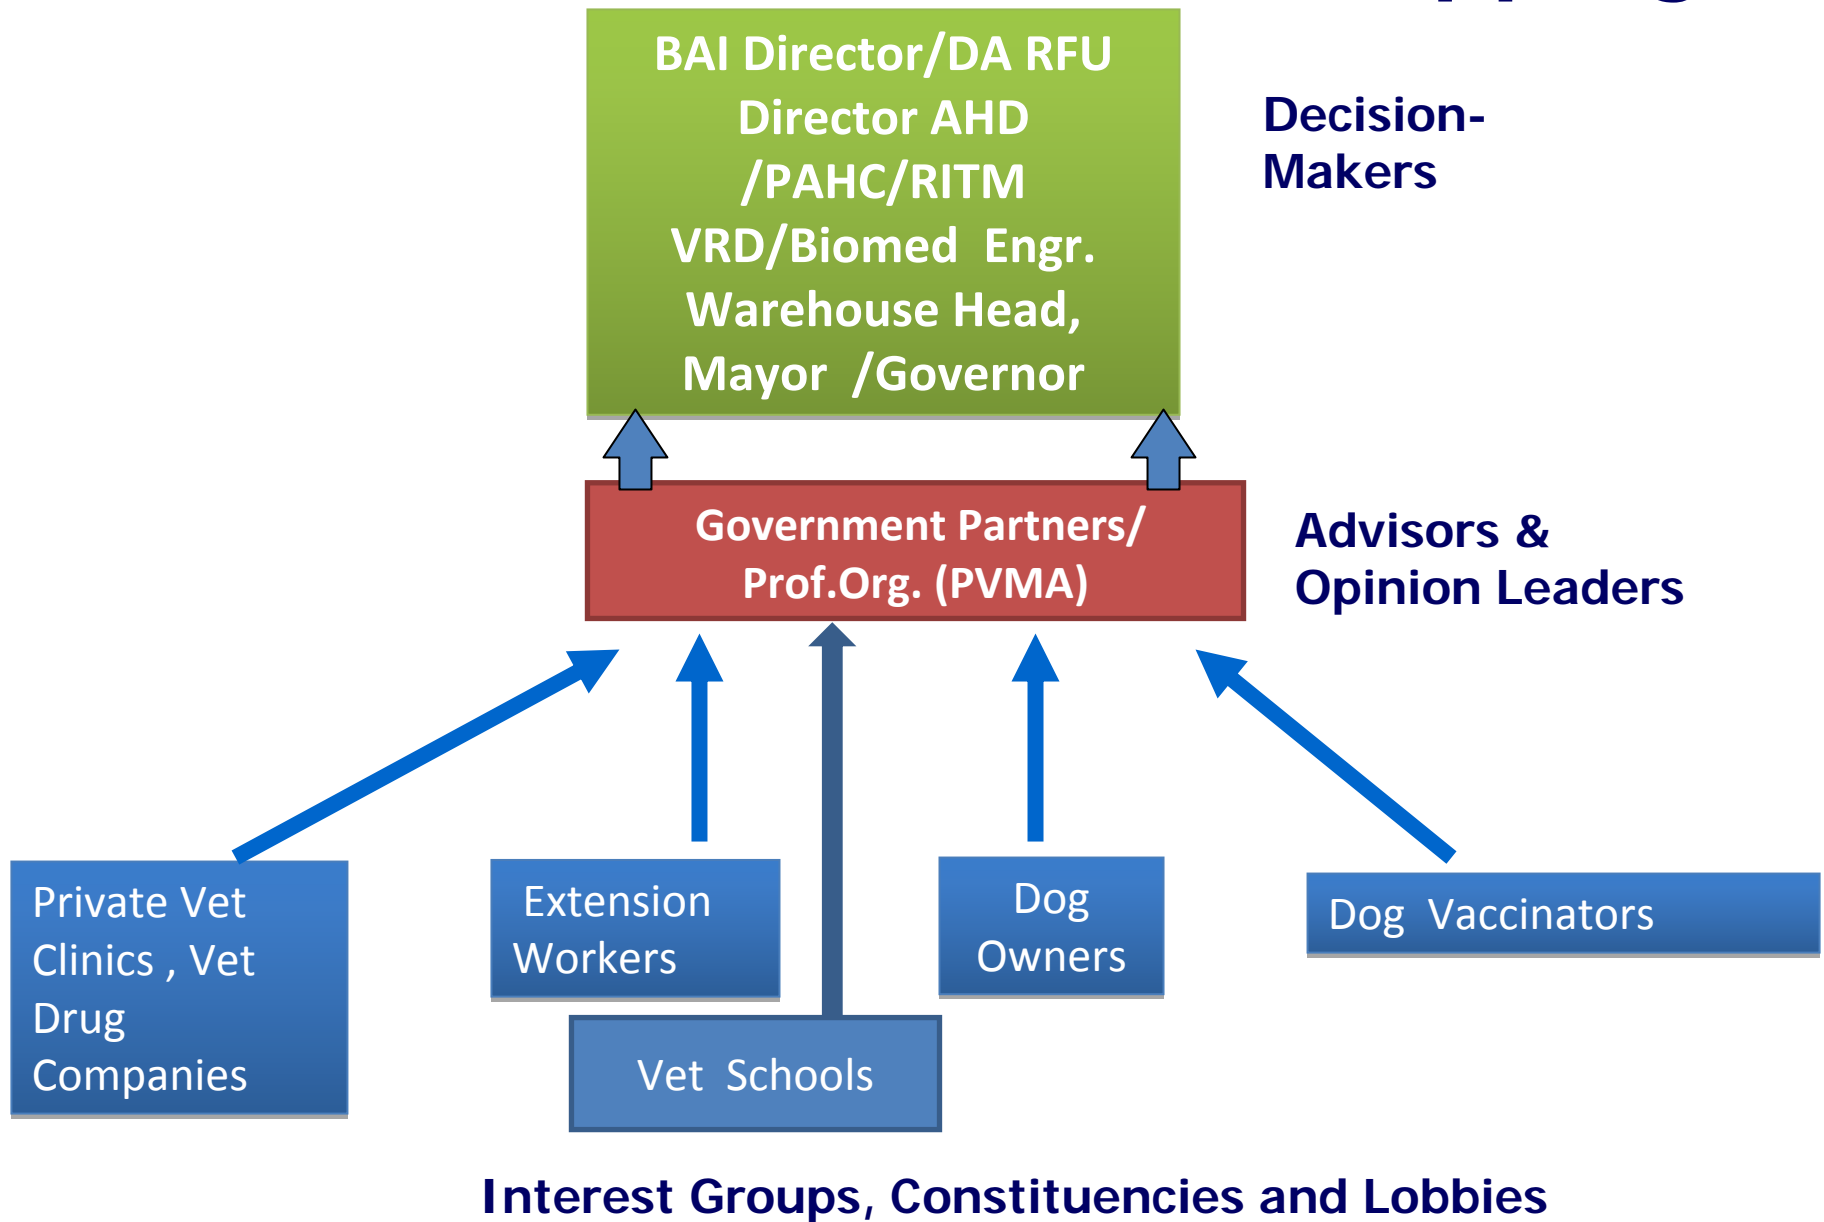 BAI Director/DA RFU
Director AHD
/PAHC/RITM
VRD/Biomed Engr.
Warehouse Head,
Mayor /Governor
Decision-
Makers
Government Partners/
Prof.Org. (PVMA)
Advisors &
Opinion Leaders
Private Vet
Clinics , Vet
Drug
Companies
Extension
Workers
Dog
Owners
Dog Vaccinators
Vet Schools
Interest Groups, Constituencies and Lobbies